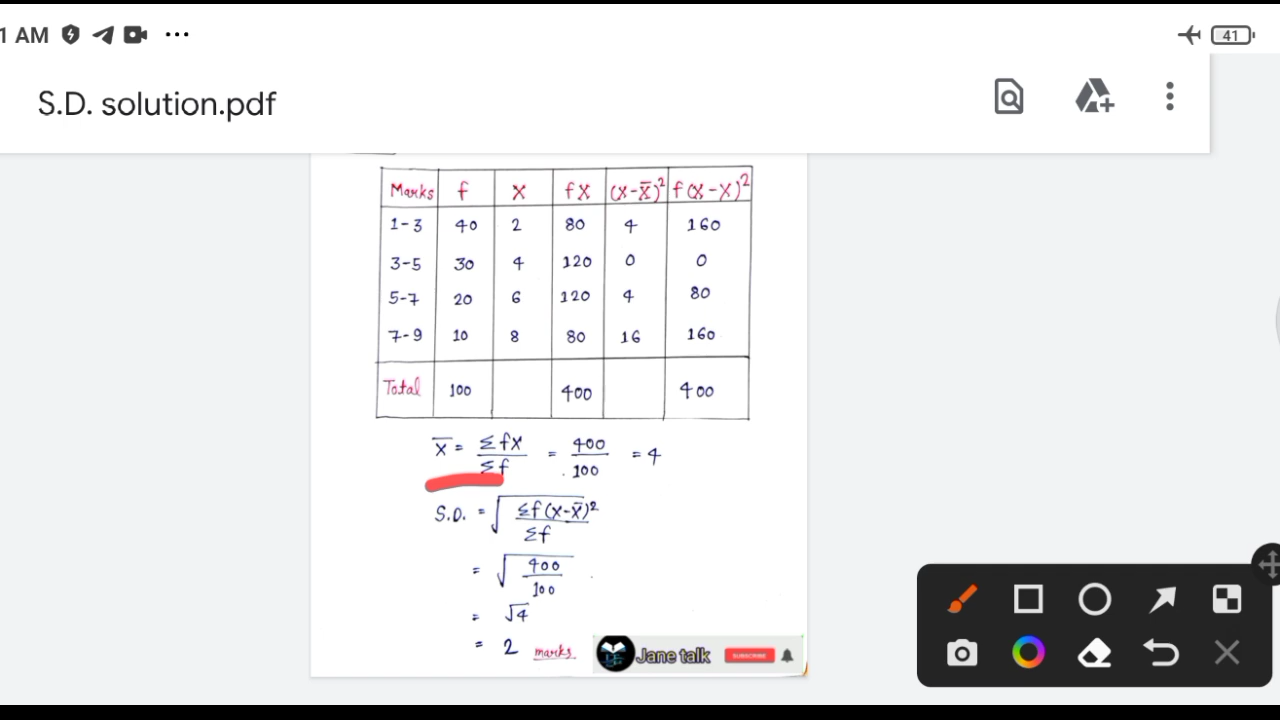 1 AM
41
S.D. solution.pdf
Marks f x fx (x-x̄)² f(x-x)²
1-3 40 2 80 4 160
3-5 30 4 120 0 0
5-7 20 6 120 4 80
7-9 10 8 80 16 160
Total 100 400 400
x̄ = Σfx / Σf = 400 / 100 = 4
S.D. = √ Σf(x-x̄)² / Σf
= √ 400 / 100
= √4
= 2 marks
Jane talk SUBSCRIBE